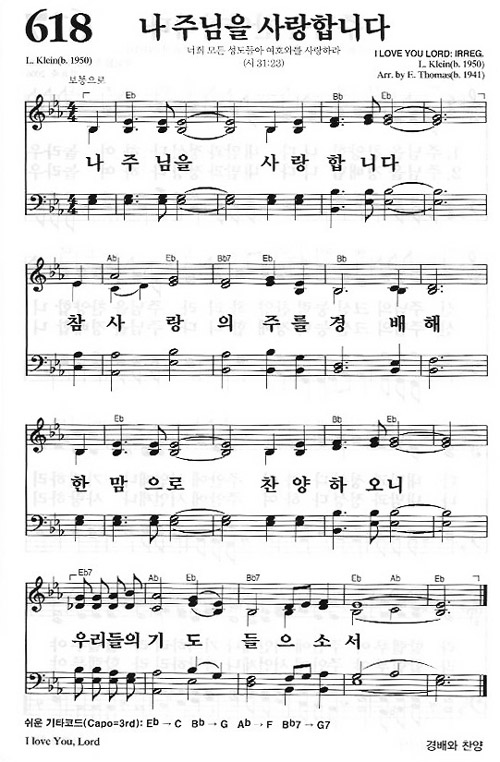 618
나 주님을 사랑합니다
너희 모든 성도들아 여호와를 사랑하라
(시 31:23)
L. Klein(b. 1950)
I LOVE YOU LORD: IRREG.
L. Klein(b. 1950)
Arr. by E. Thomas(b. 1941)
보통으로
Eb Bb Eb
나 주 님을 사 랑 합 니다
Ab Eb Bb7 Eb Bb
참 사 랑 의 주 를 경 배 해
Eb Bb Eb
한 맘 으로 찬 양 하 오 니
Eb7 Ab Eb Bb7 Eb Ab Eb
우리들의 기 도 들 으 소 서
쉬운 기타코드(Capo=3rd): Eb → C Bb → G Ab → F Bb7 → G7
I love You, Lord
경배와 찬양